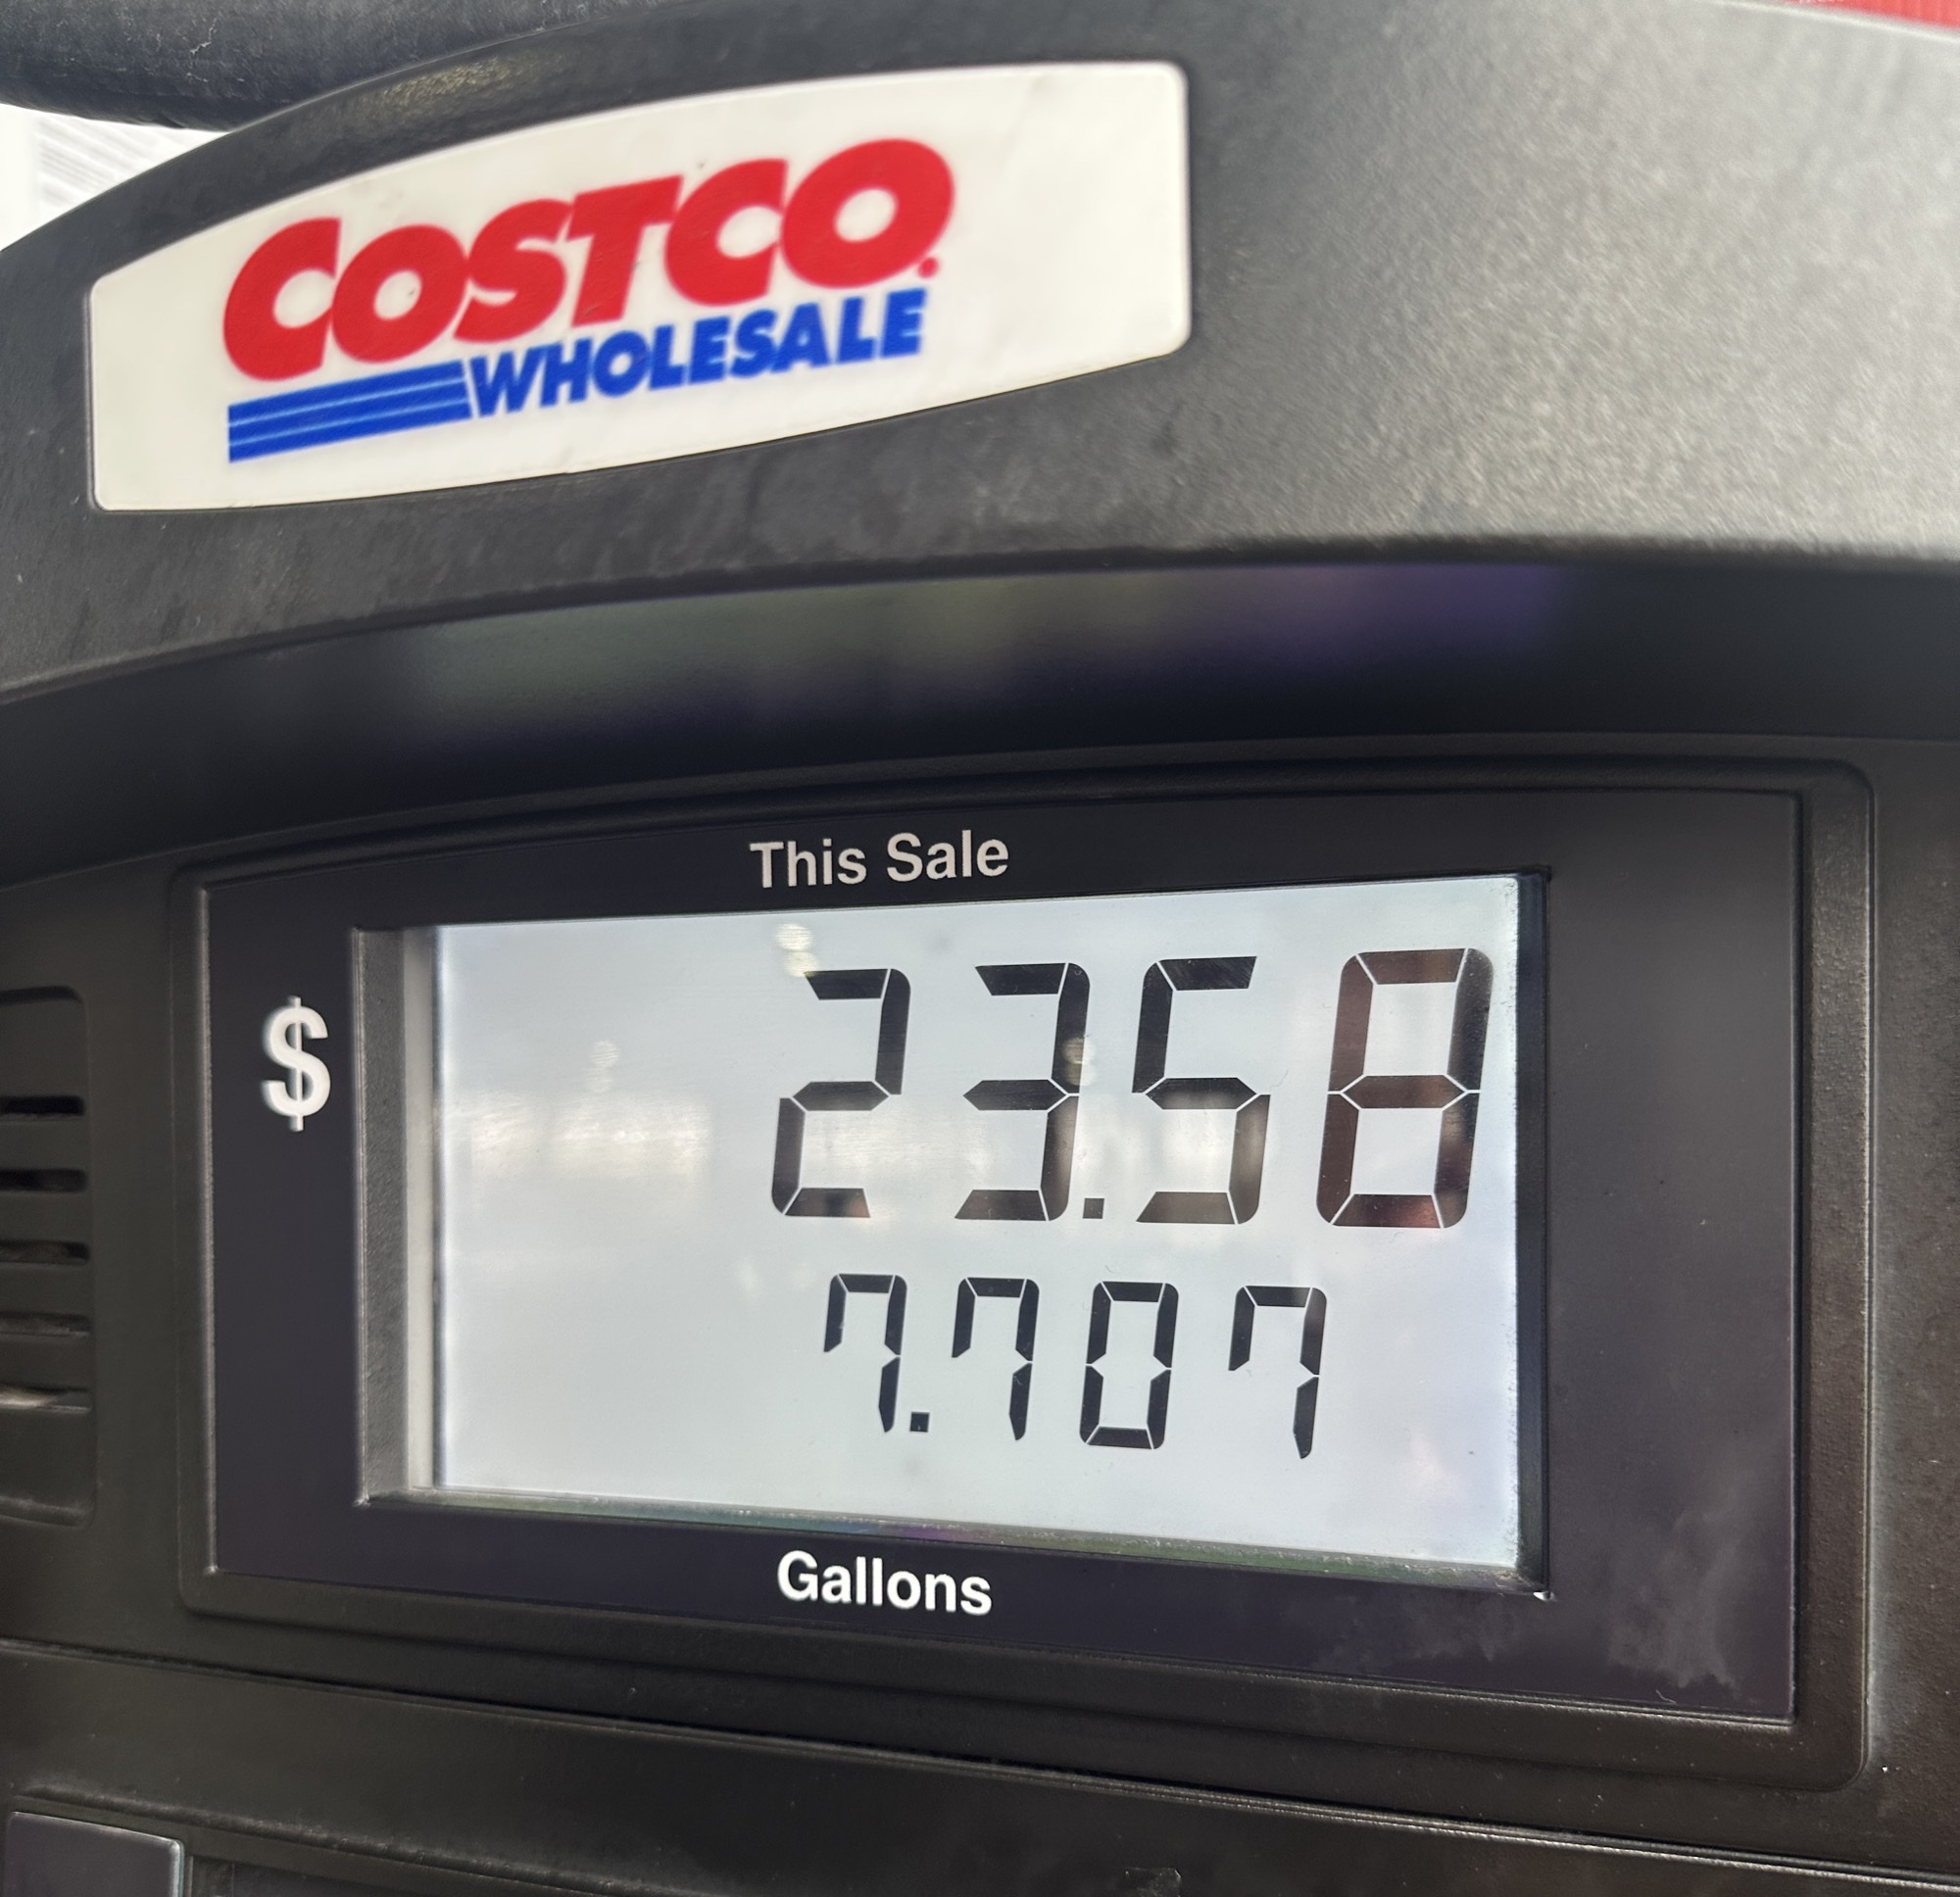 COSTCO
WHOLESALE
This Sale
$ 23.58
7.707
Gallons